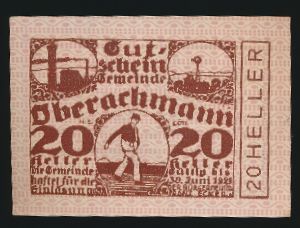 Gut-
schein
Gemeinde
Oberachmann
20 20
Heller Heller
die Gemeinde
haftet für die
Einlösung
Gültig bis
30. Juni 1921
20 HELLER